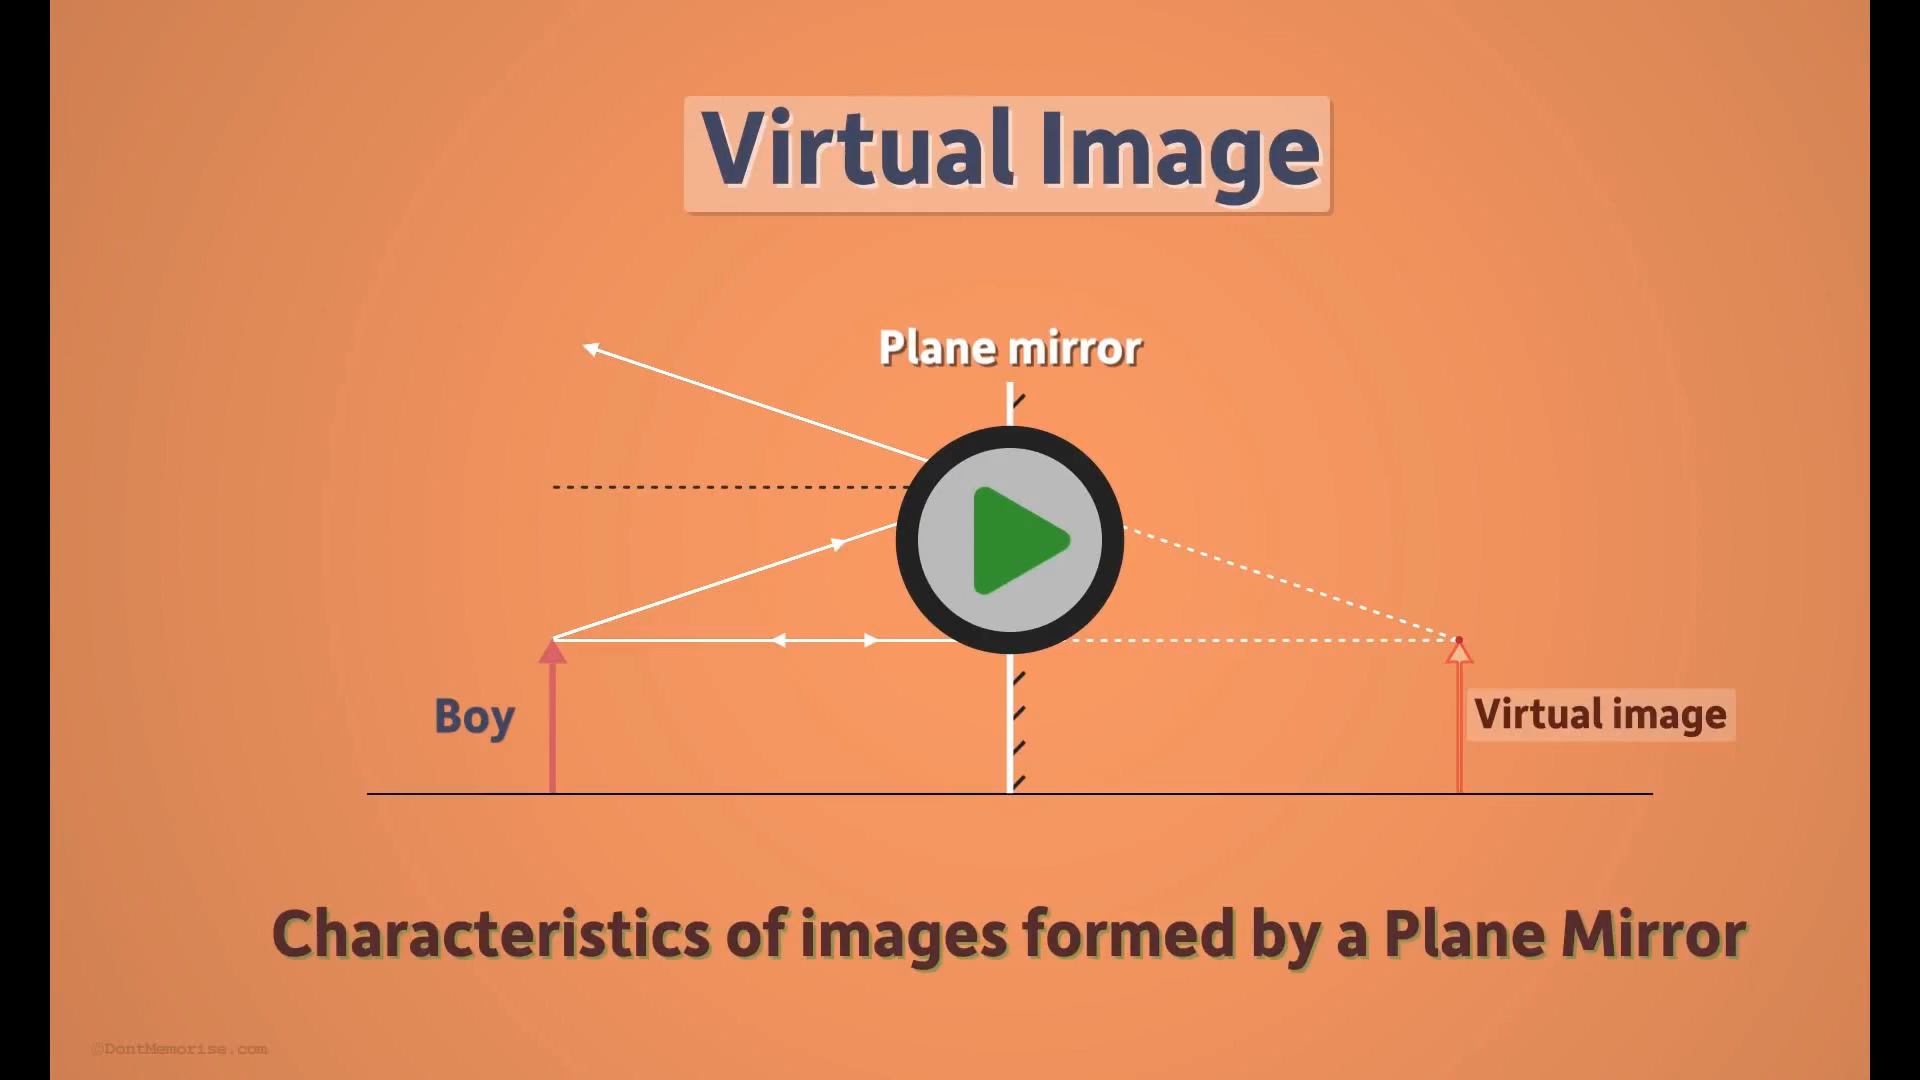 Virtual Image
Plane mirror
Boy
Virtual image
Characteristics of images formed by a Plane Mirror
©DontMemorise.com